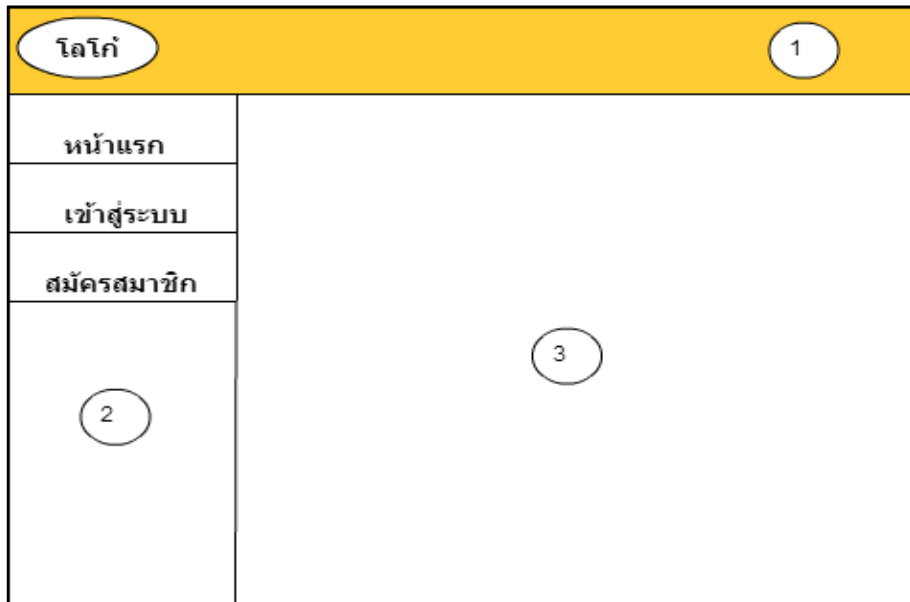 โลโก้
1
หน้าแรก
เข้าสู่ระบบ
สมัครสมาชิก
3
2